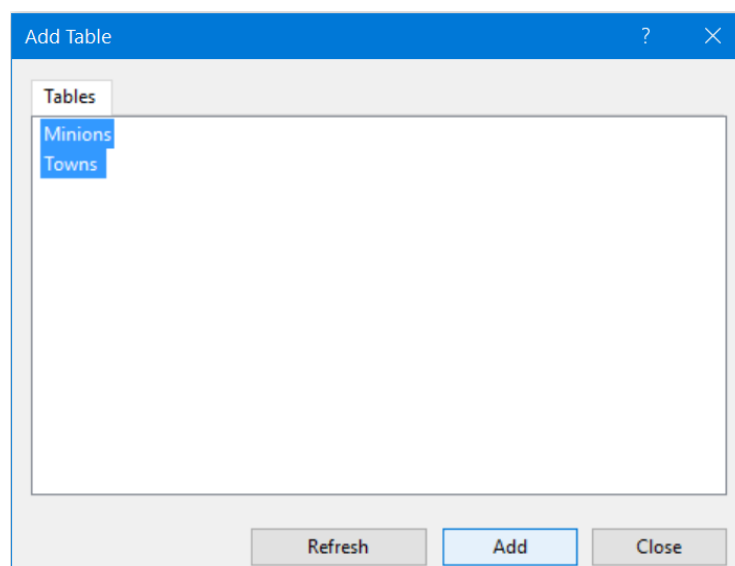 Add Table
Tables
Minions
Towns
Refresh Add Close